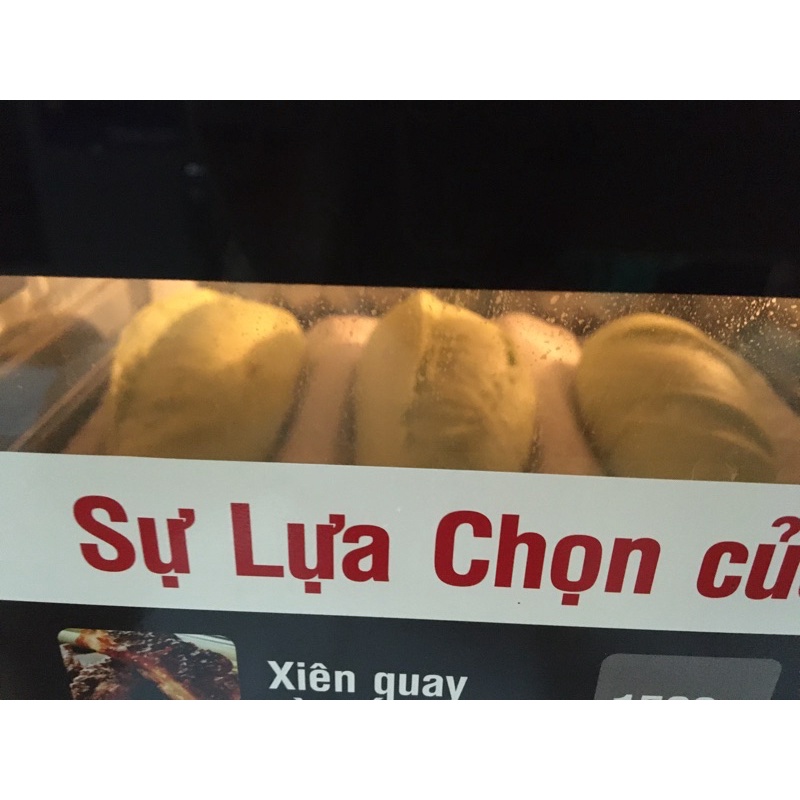 Sự Lựa Chọn củ
Xiên quay